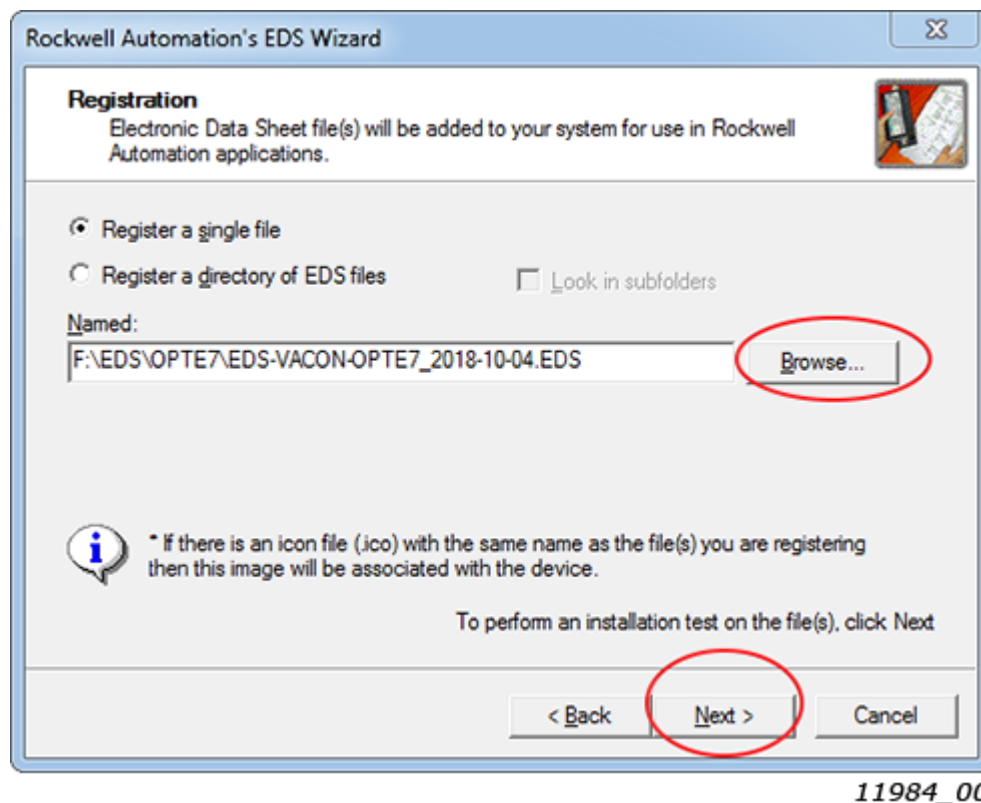 Rockwell Automation's EDS Wizard
Registration
Electronic Data Sheet file(s) will be added to your system for use in Rockwell
Automation applications.
Register a single file
Register a directory of EDS files
Look in subfolders
Named:
F:\EDS\OPTE7\EDS-VACON-OPTE7_2018-10-04.EDS
Browse...
* If there is an icon file (.ico) with the same name as the file(s) you are registering
then this image will be associated with the device.
To perform an installation test on the file(s), click Next
< Back
Next >
Cancel
11984_00